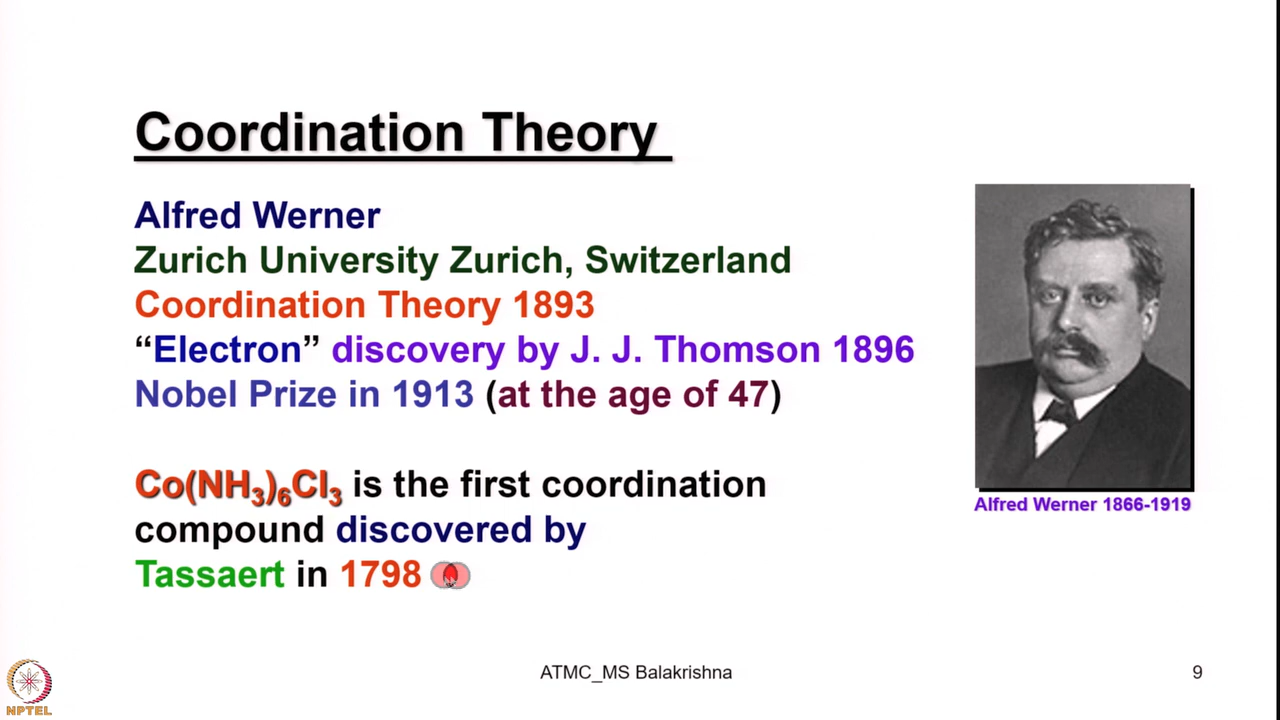 Coordination Theory
Alfred Werner
Zurich University Zurich, Switzerland
Coordination Theory 1893
“Electron” discovery by J. J. Thomson 1896
Nobel Prize in 1913 (at the age of 47)
Co(NH₃)₆Cl₃ is the first coordination
compound discovered by
Tassaert in 1798
Alfred Werner 1866-1919
NPTEL
ATMC_MS Balakrishna
9